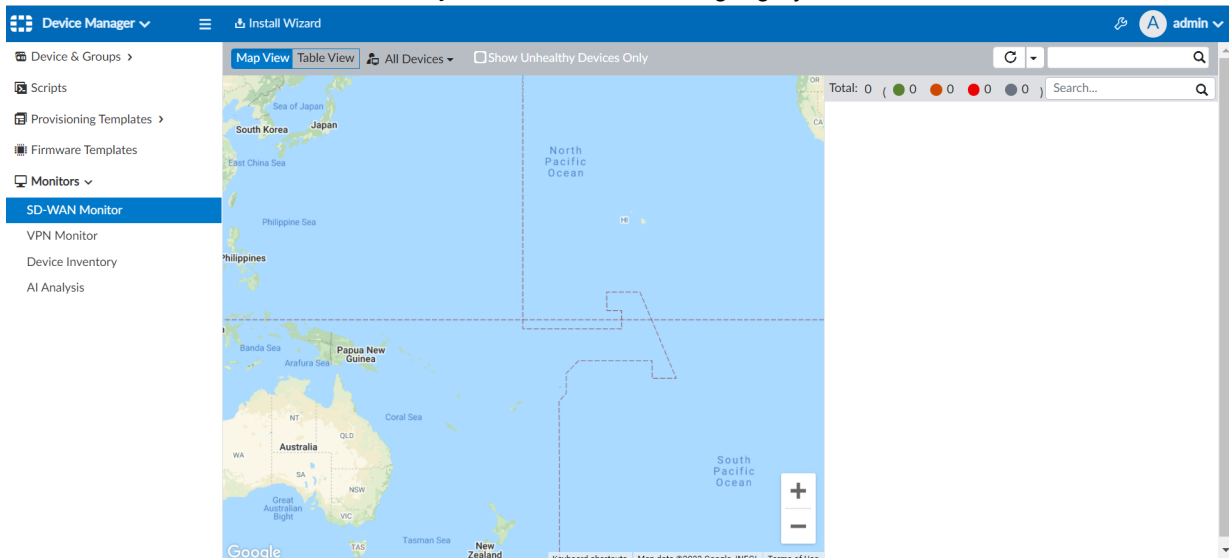 Device Manager
Install Wizard
A admin
Device & Groups
Scripts
Provisioning Templates
Firmware Templates
Monitors
SD-WAN Monitor
VPN Monitor
Device Inventory
AI Analysis
Map View Table View All Devices Show Unhealthy Devices Only
Total: 0 ( 0 0 0 0 ) Search...
OR
CA
Sea of Japan
South Korea
Japan
East China Sea
North
Pacific
Ocean
HI
Philippine Sea
Philippines
Banda Sea
Arafura Sea
Papua New
Guinea
Coral Sea
NT
QLD
WA
Australia
SA
NSW
Great
Australian
Bight
VIC
South
Pacific
Ocean
TAS
Tasman Sea
New
Zealand
Google